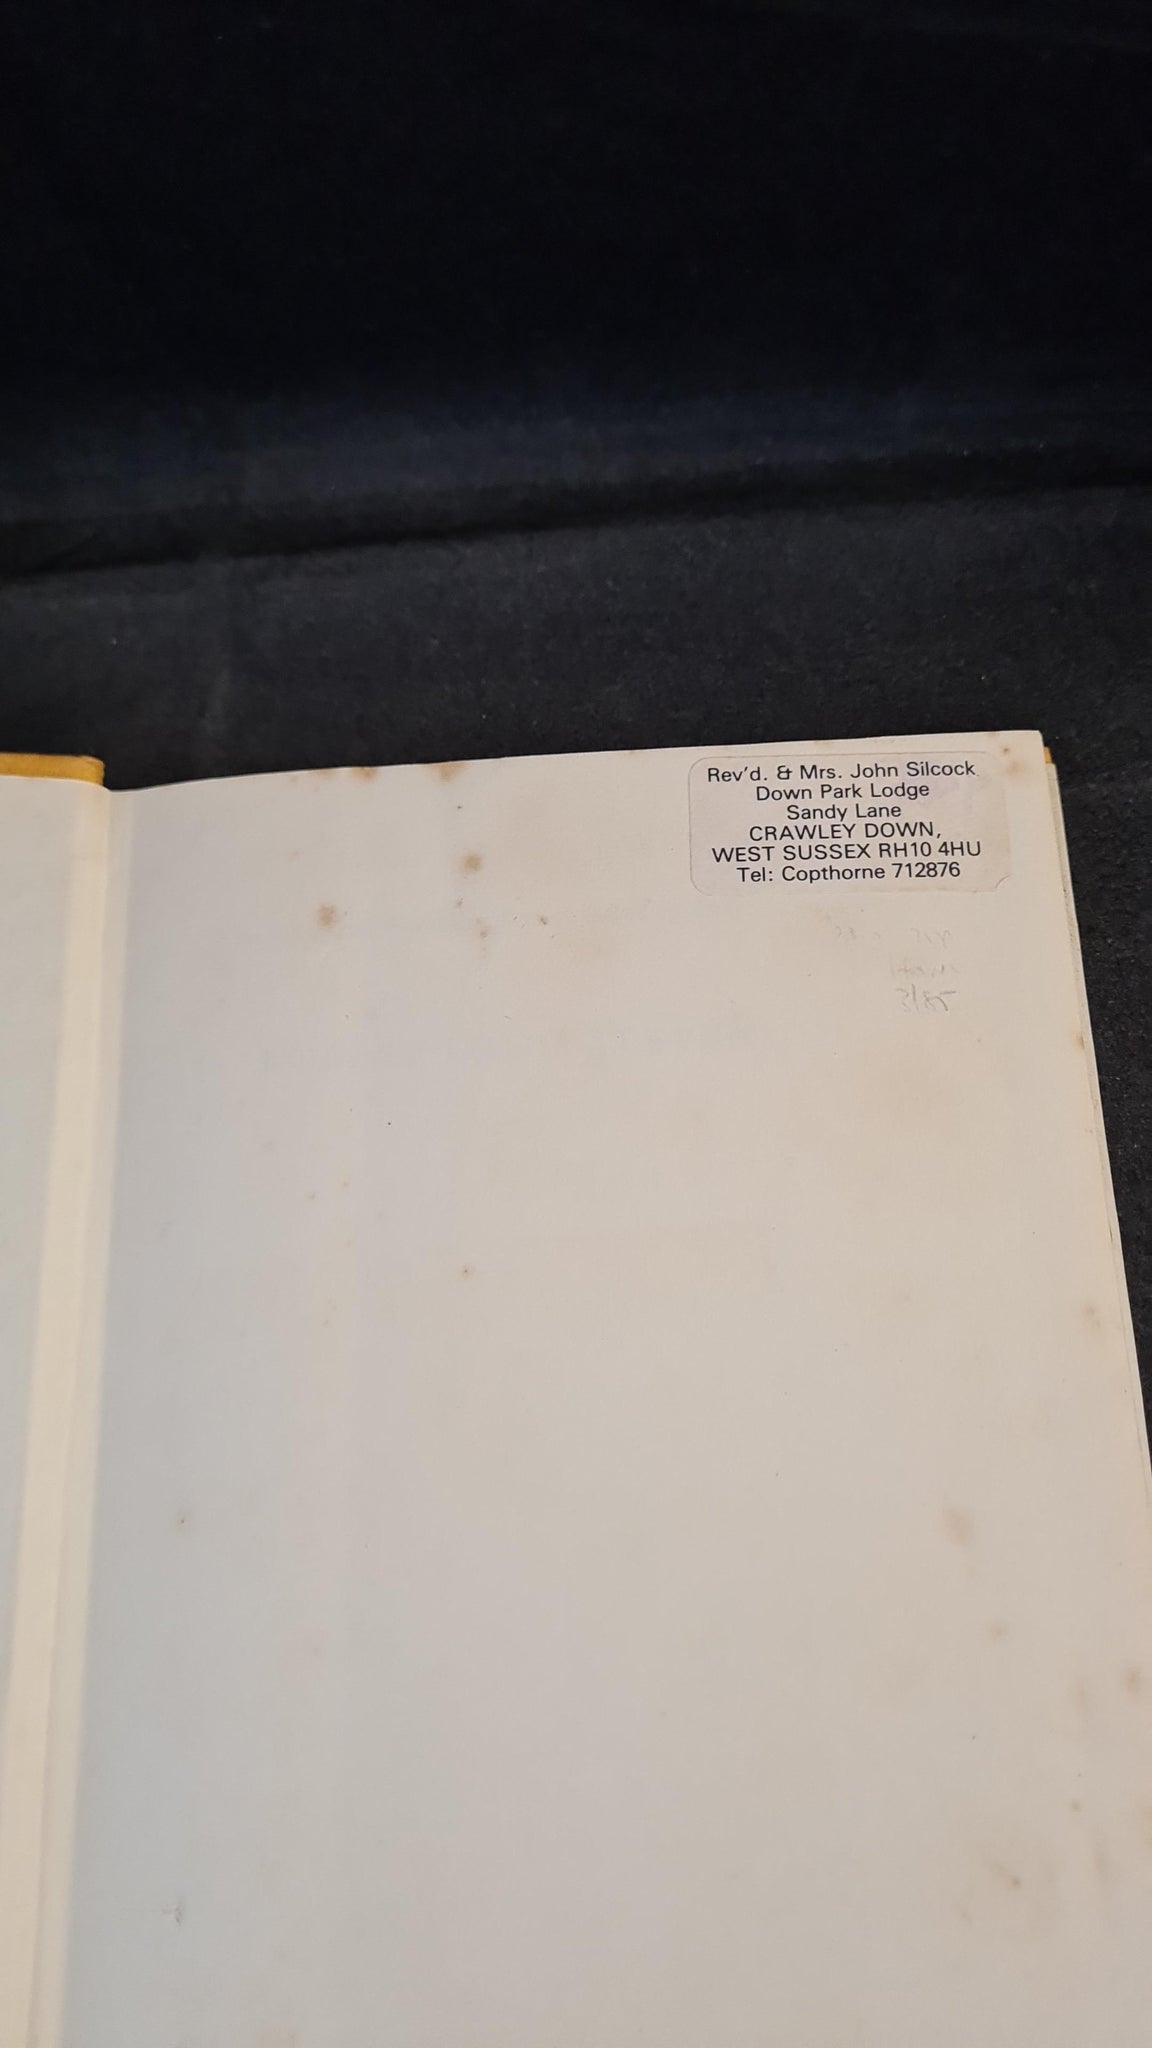 Rev'd. & Mrs. John Silcock
Down Park Lodge
Sandy Lane
CRAWLEY DOWN,
WEST SUSSEX RH10 4HU
Tel: Copthorne 712876
3/85